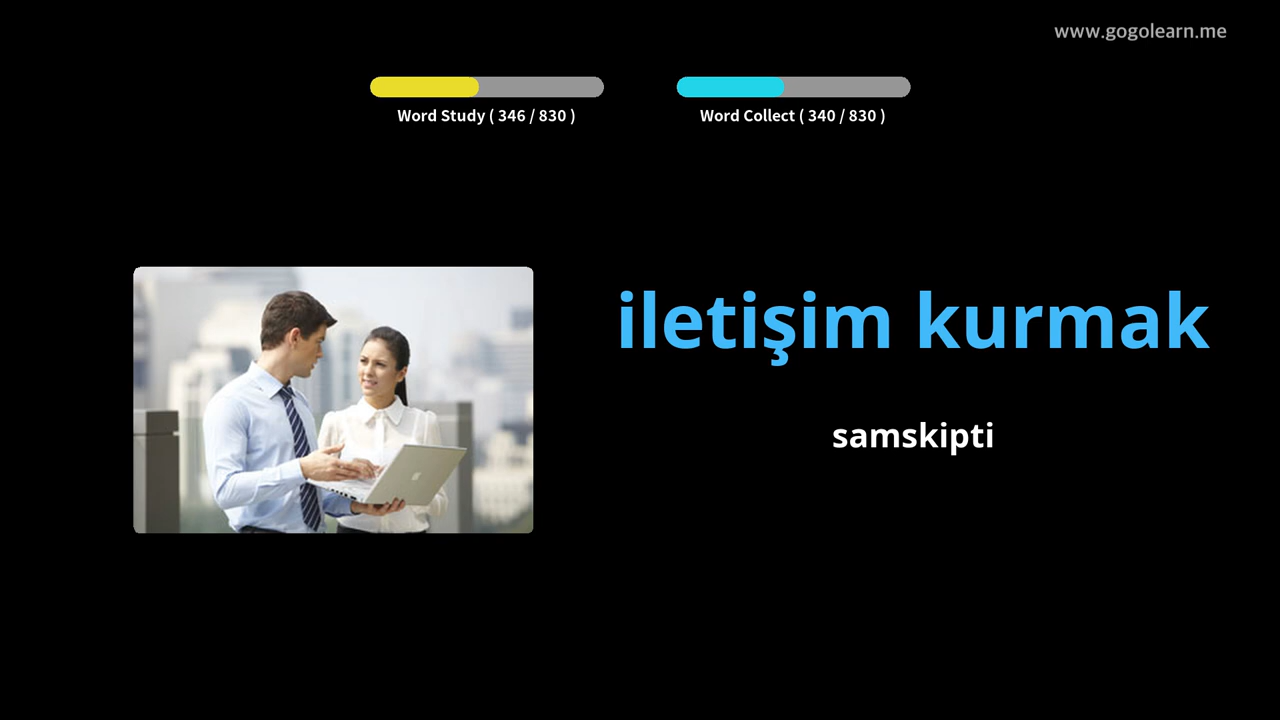 www.gogolearn.me
Word Study ( 346 / 830 )
Word Collect ( 340 / 830 )
iletişim kurmak
samskipti